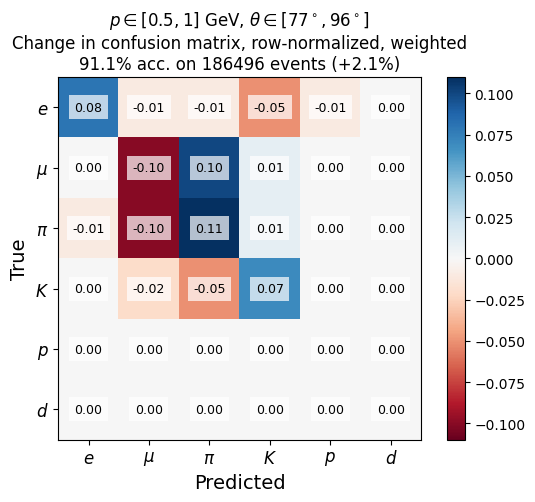 p ∈ [0.5, 1] GeV, θ ∈ [77°, 96°]
Change in confusion matrix, row-normalized, weighted
91.1% acc. on 186496 events (+2.1%)
e 0.08 -0.01 -0.01 -0.05 -0.01 0.00
μ 0.00 -0.10 0.10 0.01 0.00 0.00
π -0.01 -0.10 0.11 0.01 0.00 0.00
K 0.00 -0.02 -0.05 0.07 0.00 0.00
p 0.00 0.00 0.00 0.00 0.00 0.00
d 0.00 0.00 0.00 0.00 0.00 0.00
True
e μ π K p d
Predicted
0.100
0.075
0.050
0.025
0.000
−0.025
−0.050
−0.075
−0.100